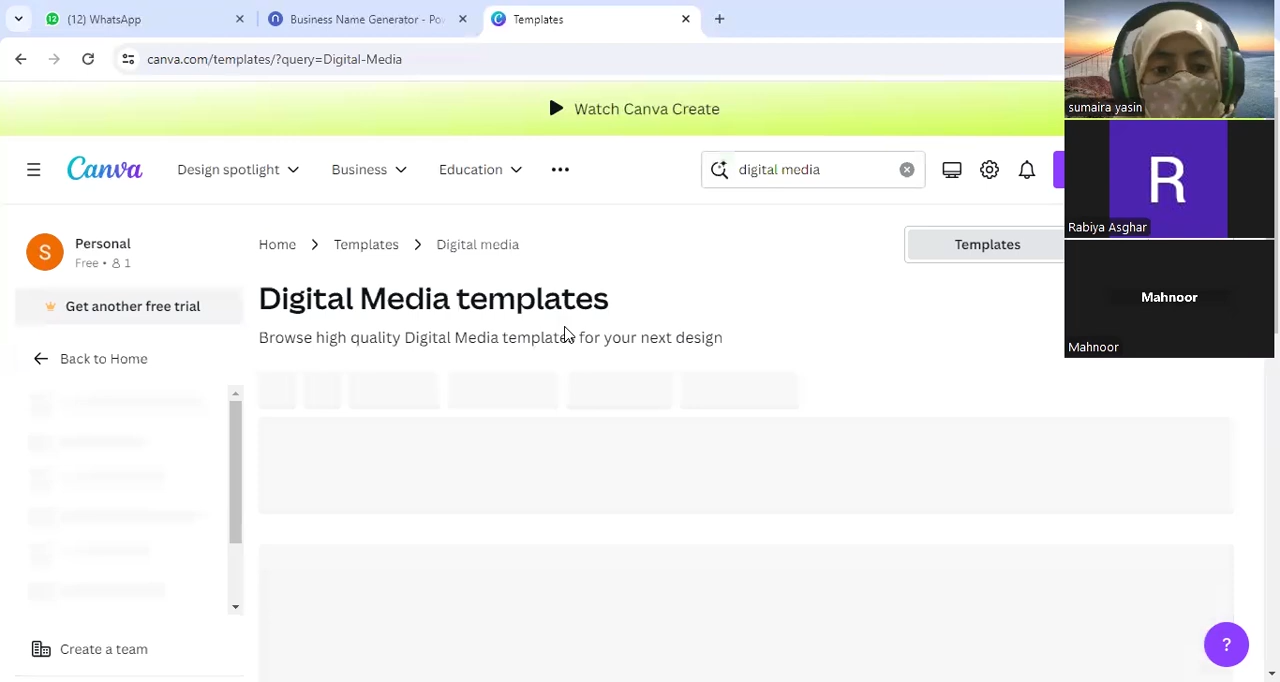 (12) WhatsApp
Business Name Generator - Po
Templates
canva.com/templates/?query=Digital-Media
Watch Canva Create
Canva
Design spotlight
Business
Education
digital media
Personal
Free • 1
S
Get another free trial
Back to Home
Create a team
Home > Templates > Digital media
Templates
Digital Media templates
Browse high quality Digital Media templates for your next design
?
sumaira yasin
R
Rabiya Asghar
Mahnoor
Mahnoor